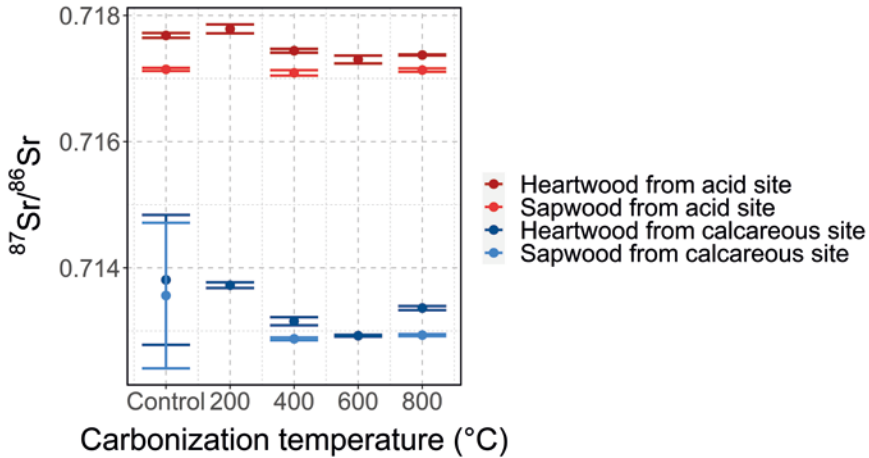 0.718
0.716
0.714
87Sr/86Sr
Control 200 400 600 800
Carbonization temperature (°C)
Heartwood from acid site
Sapwood from acid site
Heartwood from calcareous site
Sapwood from calcareous site